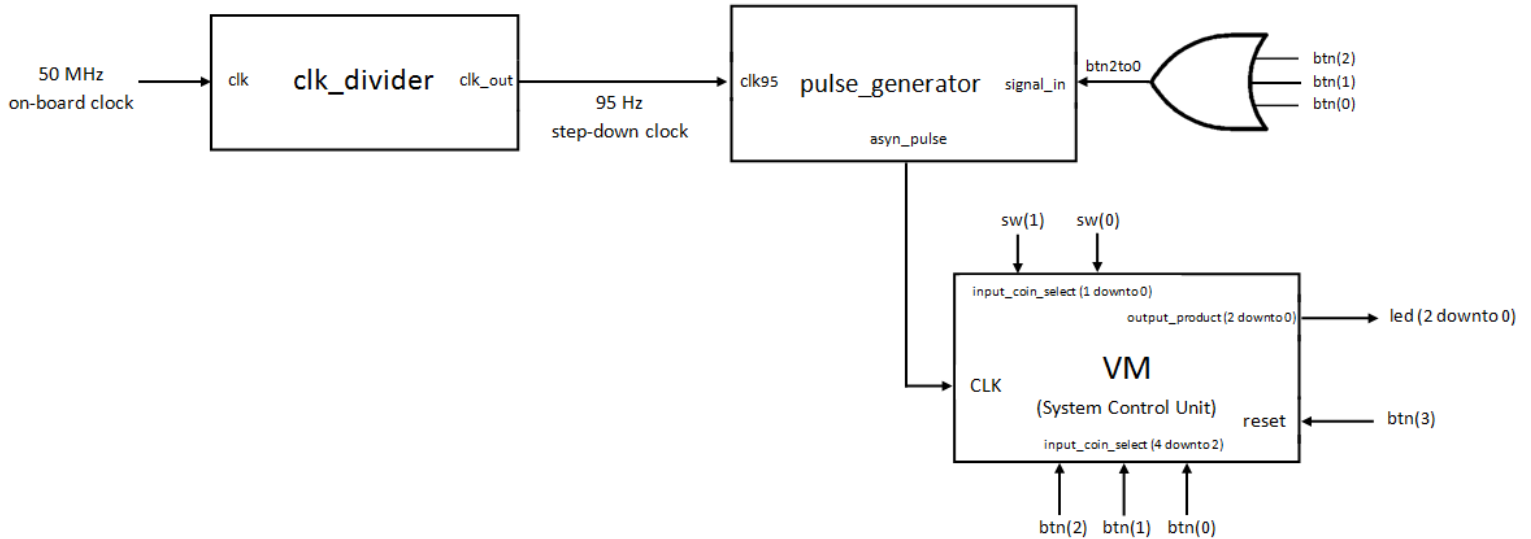 50 MHz
on-board clock
clk
clk_divider
clk_out
95 Hz
step-down clock
clk95
pulse_generator
signal_in
asyn_pulse
btn2to0
btn(2)
btn(1)
btn(0)
sw(1)
sw(0)
input_coin_select (1 downto 0)
output_product (2 downto 0)
led (2 downto 0)
VM
CLK
(System Control Unit)
reset
btn(3)
input_coin_select (4 downto 2)
btn(2)
btn(1)
btn(0)